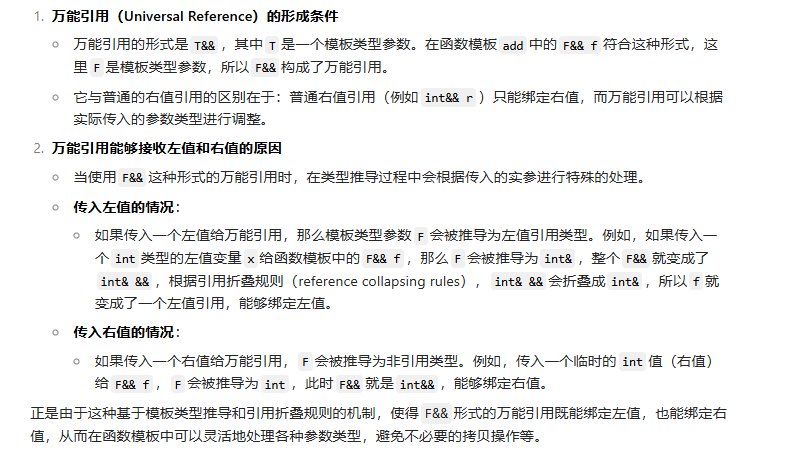 1. 万能引用（Universal Reference）的形成条件
万能引用的形式是 T&& ，其中 T 是一个模板类型参数。在函数模板 add 中的 F&& f 符合这种形式，这
里 F 是模板类型参数，所以 F&& 构成了万能引用。
它与普通的右值引用的区别在于：普通右值引用（例如 int&& r ）只能绑定右值，而万能引用可以根据
实际传入的参数类型进行调整。
2. 万能引用能够接收左值和右值的原因
当使用 F&& 这种形式的万能引用时，在类型推导过程中会根据传入的实参进行特殊的处理。
传入左值的情况：
如果传入一个左值给万能引用，那么模板类型参数 F 会被推导为左值引用类型。例如，如果传入一
个 int 类型的左值变量 x 给函数模板中的 F&& f ，那么 F 会被推导为 int& ，整个 F&& 就变成了
int& && ，根据引用折叠规则（reference collapsing rules）， int& && 会折叠成 int& ，所以 f 就
变成了一个左值引用，能够绑定左值。
传入右值的情况：
如果传入一个右值给万能引用， F 会被推导为非引用类型。例如，传入一个临时的 int 值（右值）
给 F&& f ， F 会被推导为 int ，此时 F&& 就是 int&& ，能够绑定右值。
正是由于这种基于模板类型推导和引用折叠规则的机制，使得 F&& 形式的万能引用既能绑定左值，也能绑定右
值，从而在函数模板中可以灵活地处理各种参数类型，避免不必要的拷贝操作等。